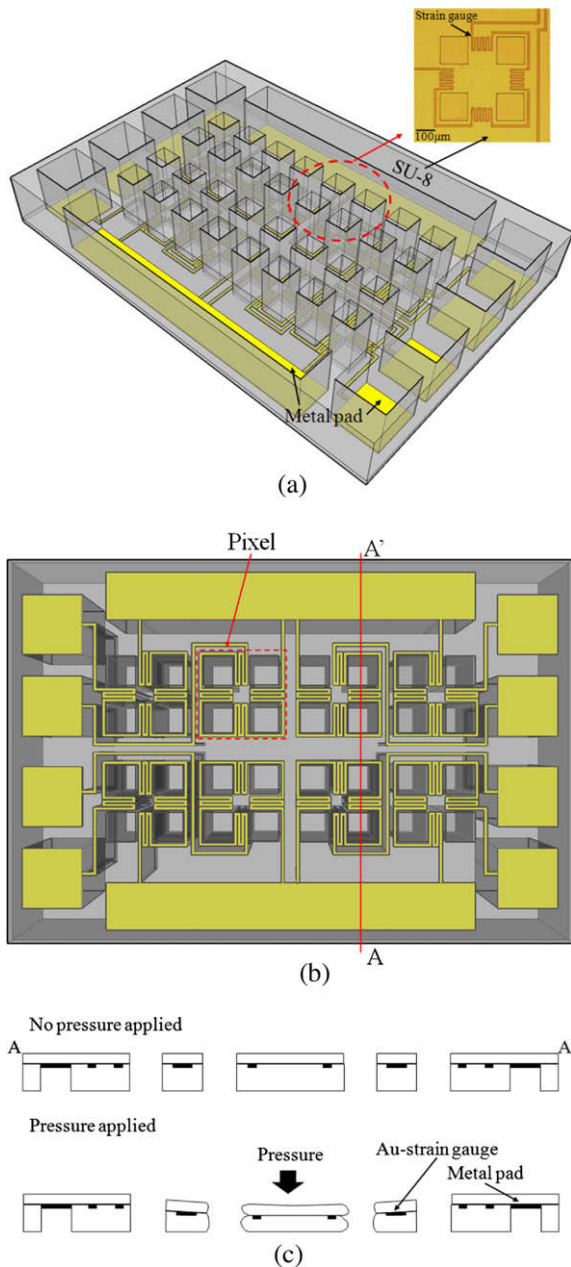 Strain gauge
100μm
SU-8
Metal pad
(a)
Pixel
A'
A
(b)
No pressure applied
A
A
Pressure applied
Pressure
Au-strain gauge
Metal pad
(c)